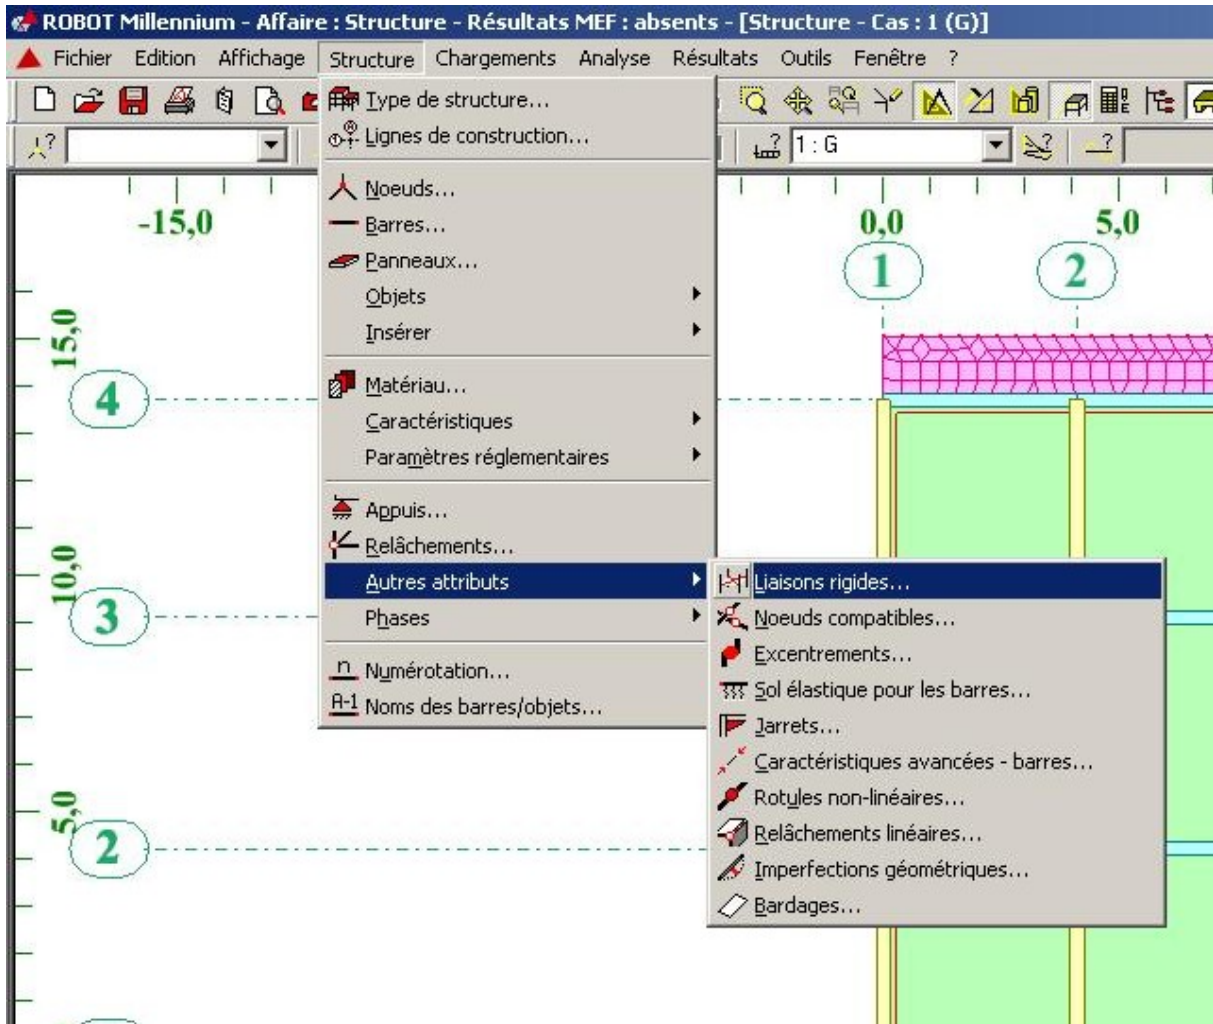 ROBOT Millennium - Affaire : Structure - Résultats MEF : absents - [Structure - Cas : 1 (G)]
Fichier Edition Affichage Structure Chargements Analyse Résultats Outils Fenêtre ?
Type de structure...
Lignes de construction...
1 : G
Noeuds...
Barres...
Panneaux...
Objets
Insérer
Matériau...
Caractéristiques
Paramètres réglementaires
Appuis...
Relâchements...
Autres attributs
Phases
n Numérotation...
A-1 Noms des barres/objets...
Liaisons rigides...
Noeuds compatibles...
Excentrements...
Sol élastique pour les barres...
Jarrets...
Caractéristiques avancées - barres...
Rotules non-linéaires...
Relâchements linéaires...
Imperfections géométriques...
Bardages...
-15,0 0,0 5,0
1 2
15,0
4
10,0
3
5,0
2